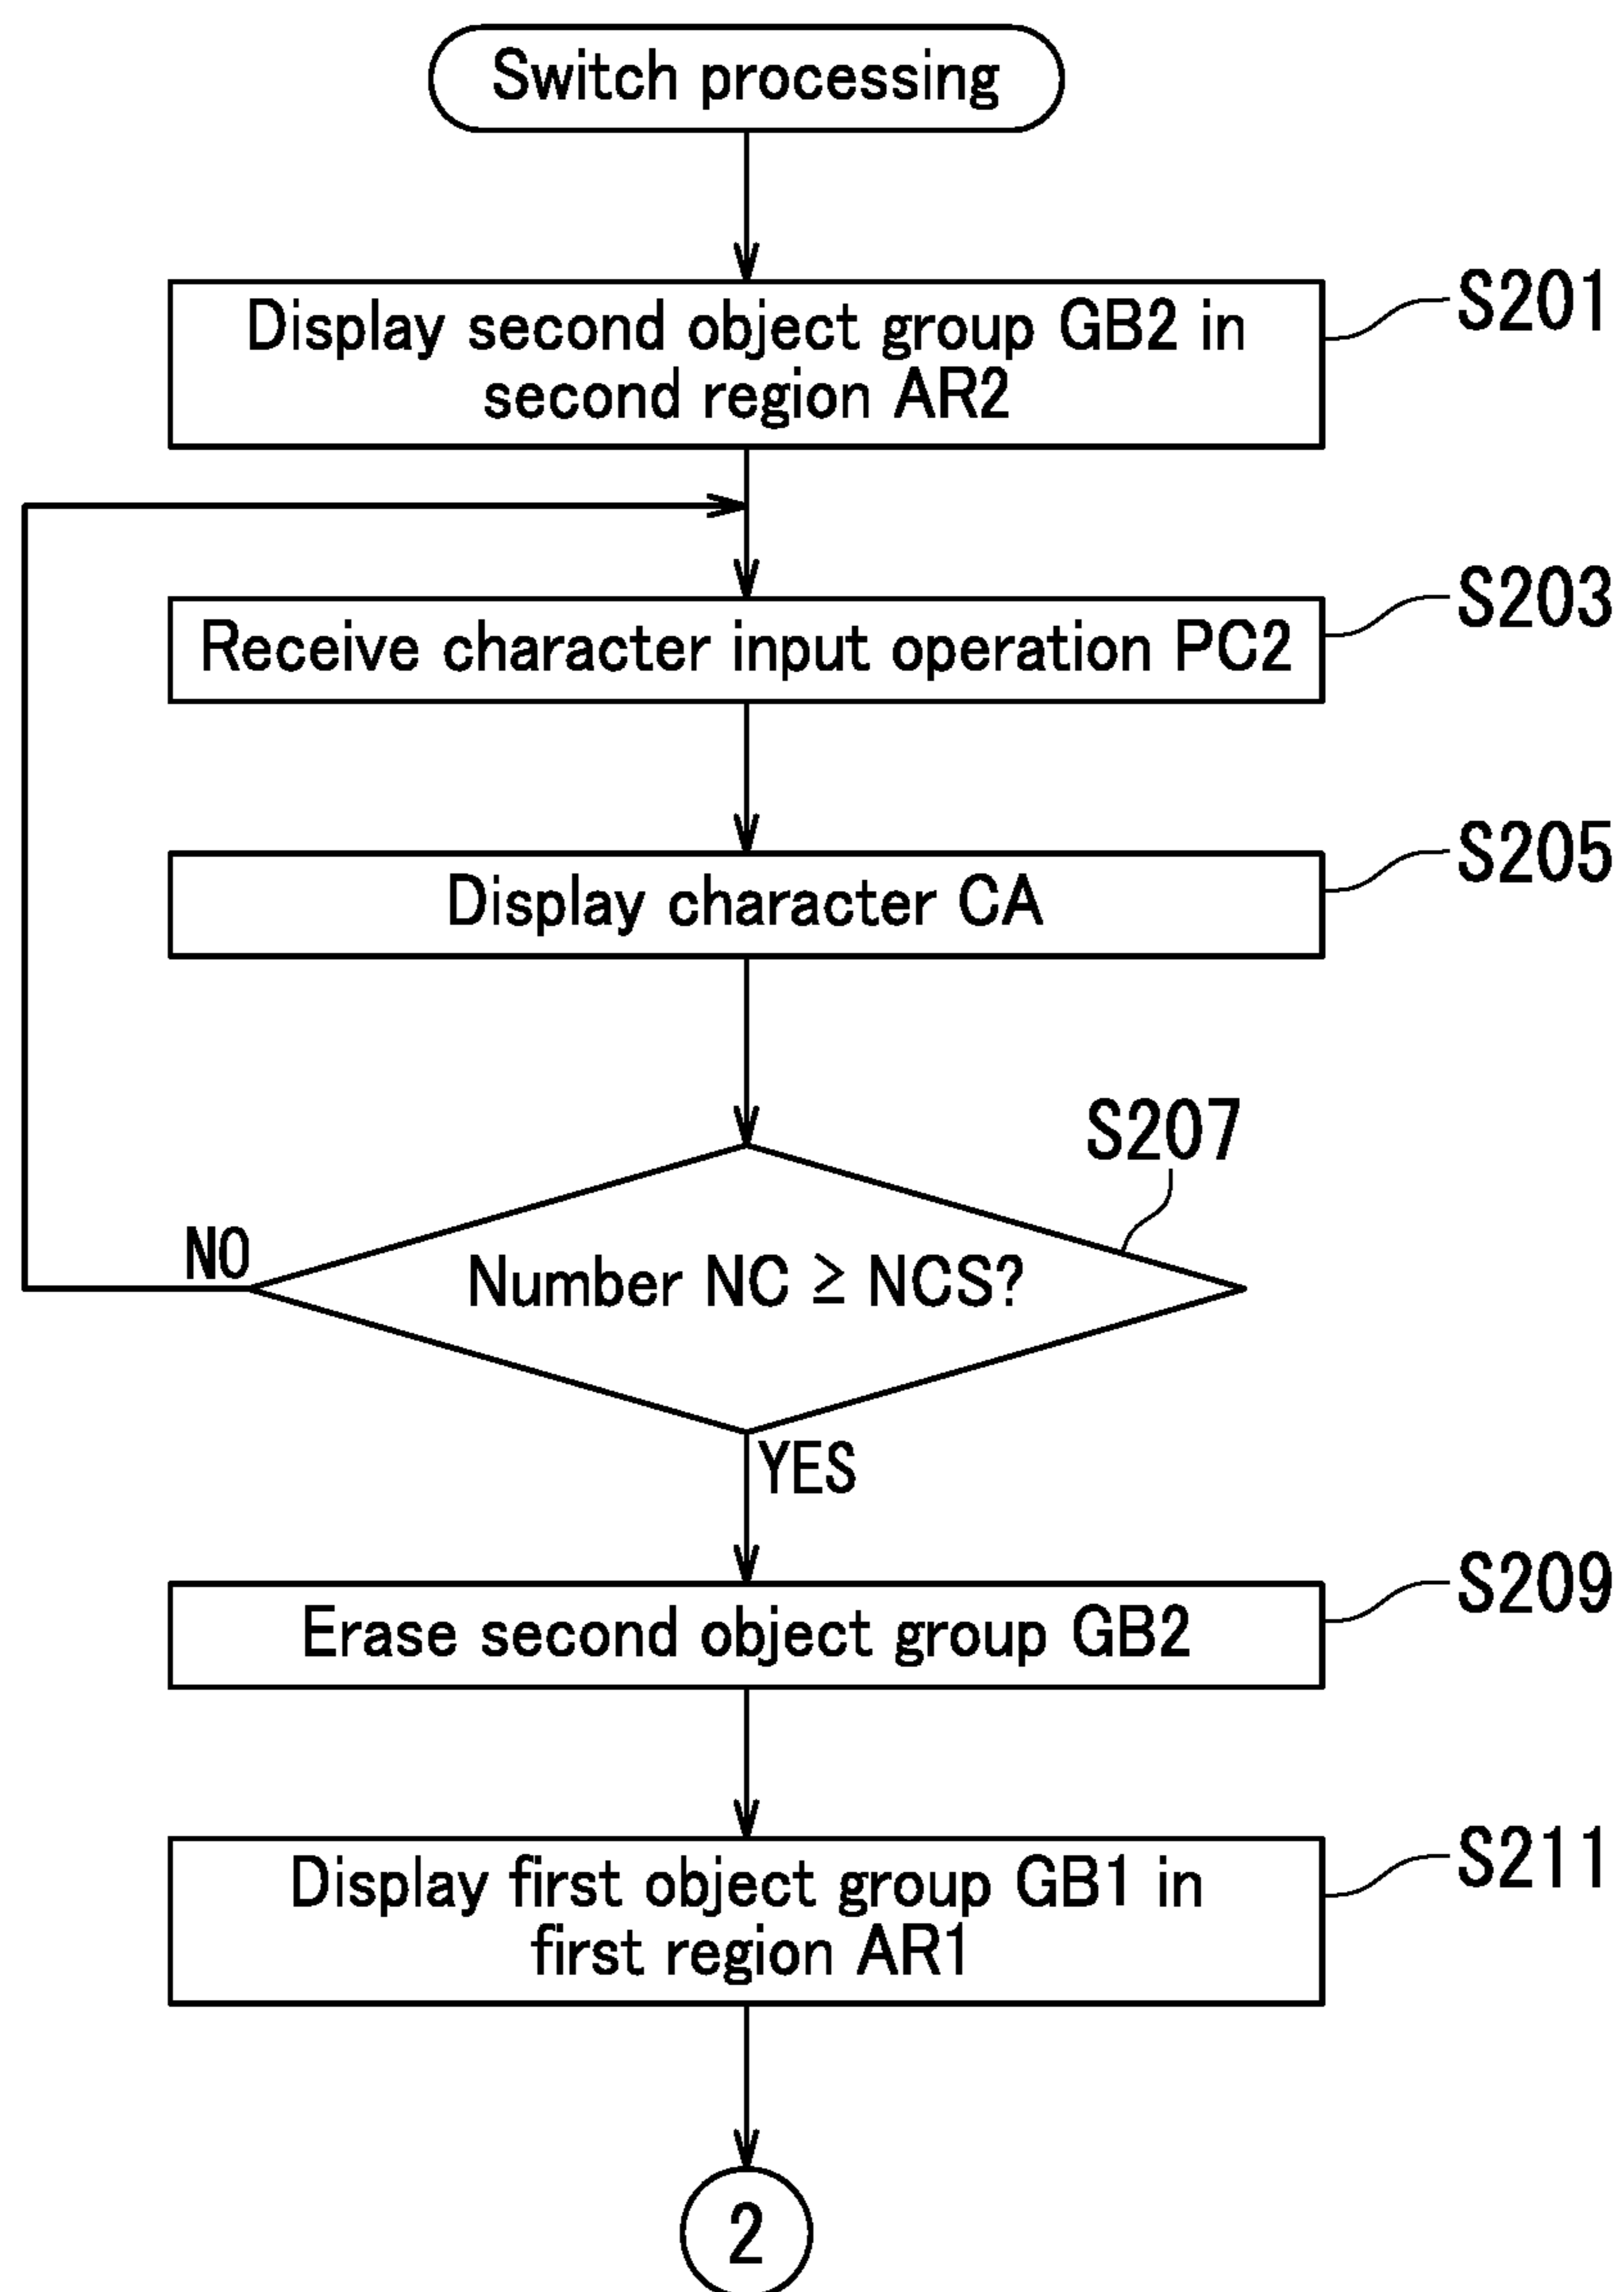 Switch processing
Display second object group GB2 in
second region AR2
S201
Receive character input operation PC2
S203
Display character CA
S205
S207
Number NC ≥ NCS?
NO
YES
Erase second object group GB2
S209
Display first object group GB1 in
first region AR1
S211
2